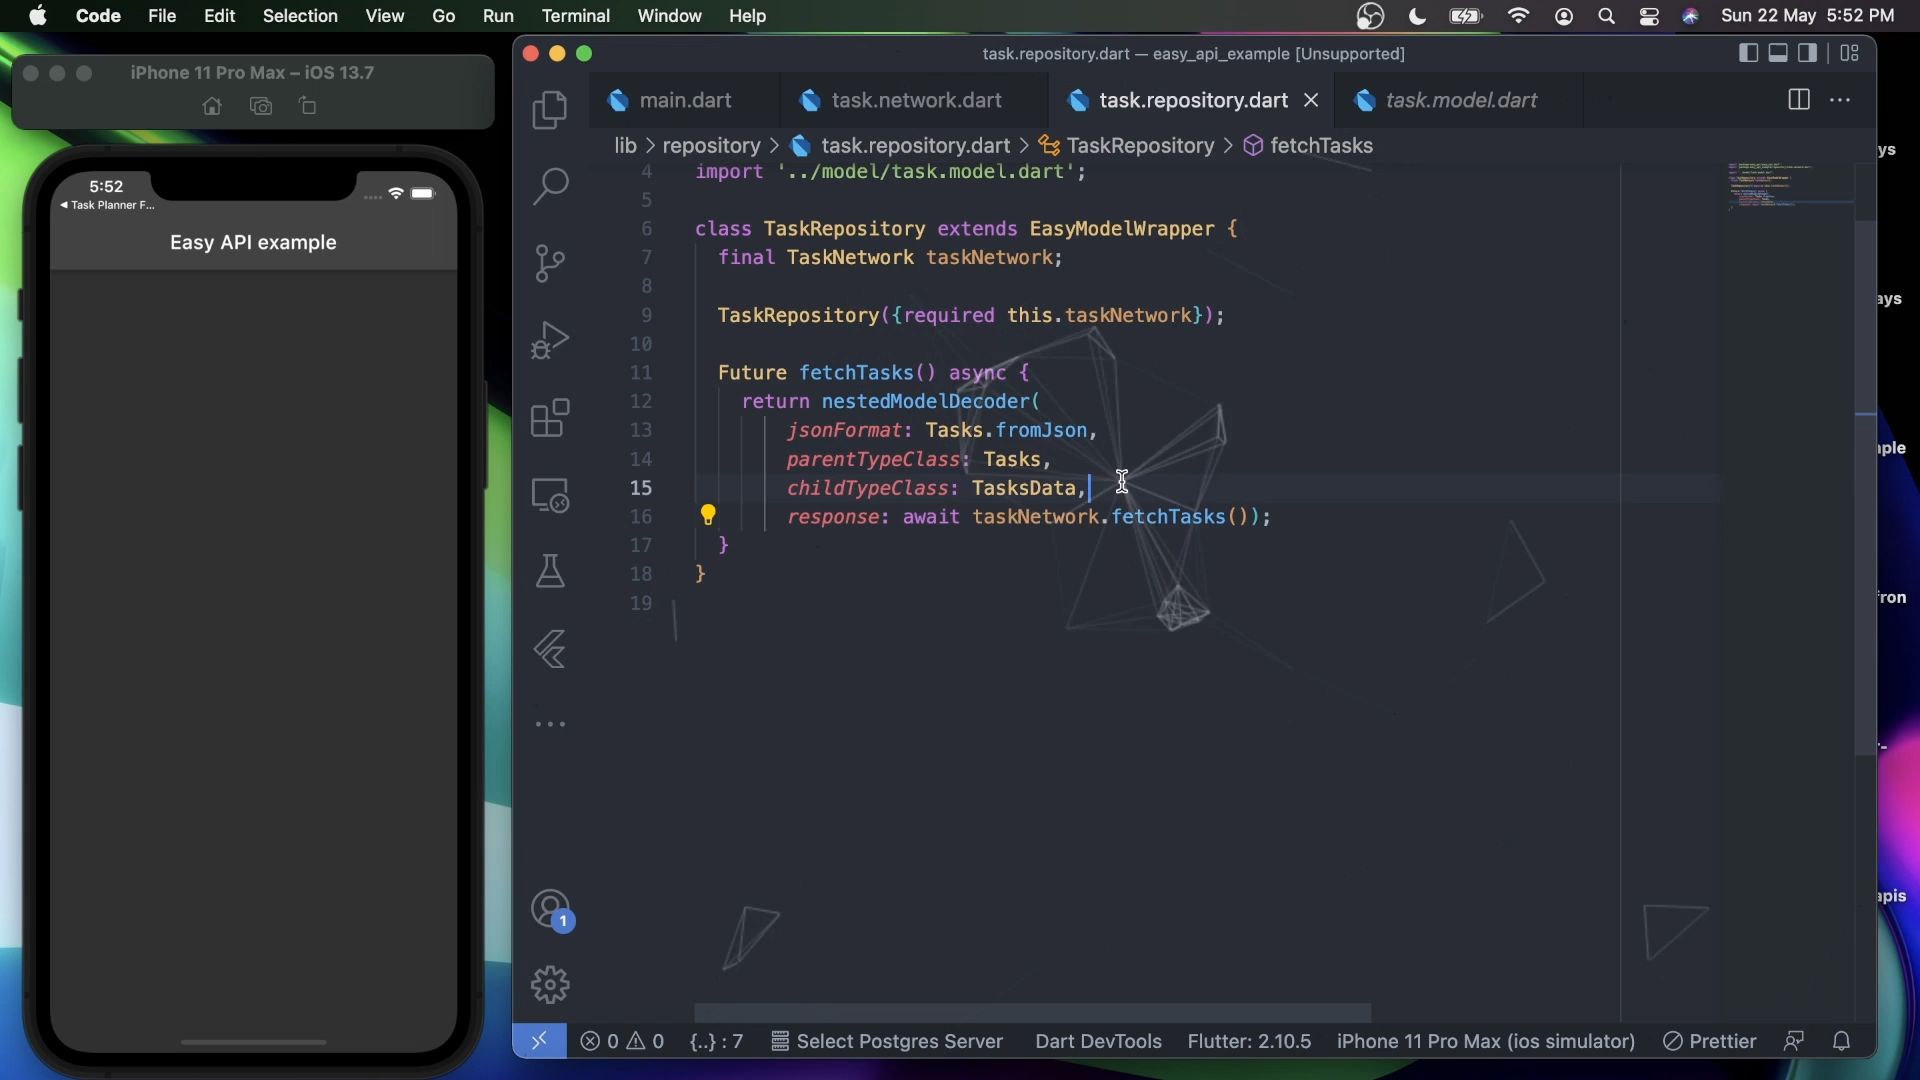 Code File Edit Selection View Go Run Terminal Window Help Sun 22 May 5:52 PM
iPhone 11 Pro Max – iOS 13.7
5:52
◀ Task Planner F...
Easy API example
task.repository.dart — easy_api_example [Unsupported]
main.dart task.network.dart task.repository.dart task.model.dart
lib > repository > task.repository.dart > TaskRepository > fetchTasks
4 import '../model/task.model.dart';
5
6 class TaskRepository extends EasyModelWrapper {
7 final TaskNetwork taskNetwork;
8
9 TaskRepository({required this.taskNetwork});
10
11 Future fetchTasks() async {
12 return nestedModelDecoder(
13 jsonFormat: Tasks.fromJson,
14 parentTypeClass: Tasks,
15 childTypeClass: TasksData,
16 response: await taskNetwork.fetchTasks());
17 }
18 }
19
1
0 0 {..} : 7 Select Postgres Server Dart DevTools Flutter: 2.10.5 iPhone 11 Pro Max (ios simulator) Prettier
ys
ays
nple
fron
apis